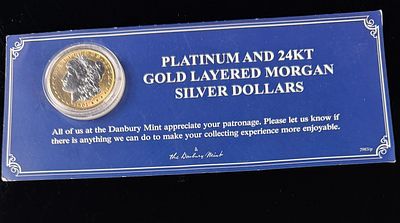 PLATINUM AND 24KT
GOLD LAYERED MORGAN
SILVER DOLLARS
All of us at the Danbury Mint appreciate your patronage. Please let us know if
there is anything we can do to make your collecting experience more enjoyable.
the Danbury Mint